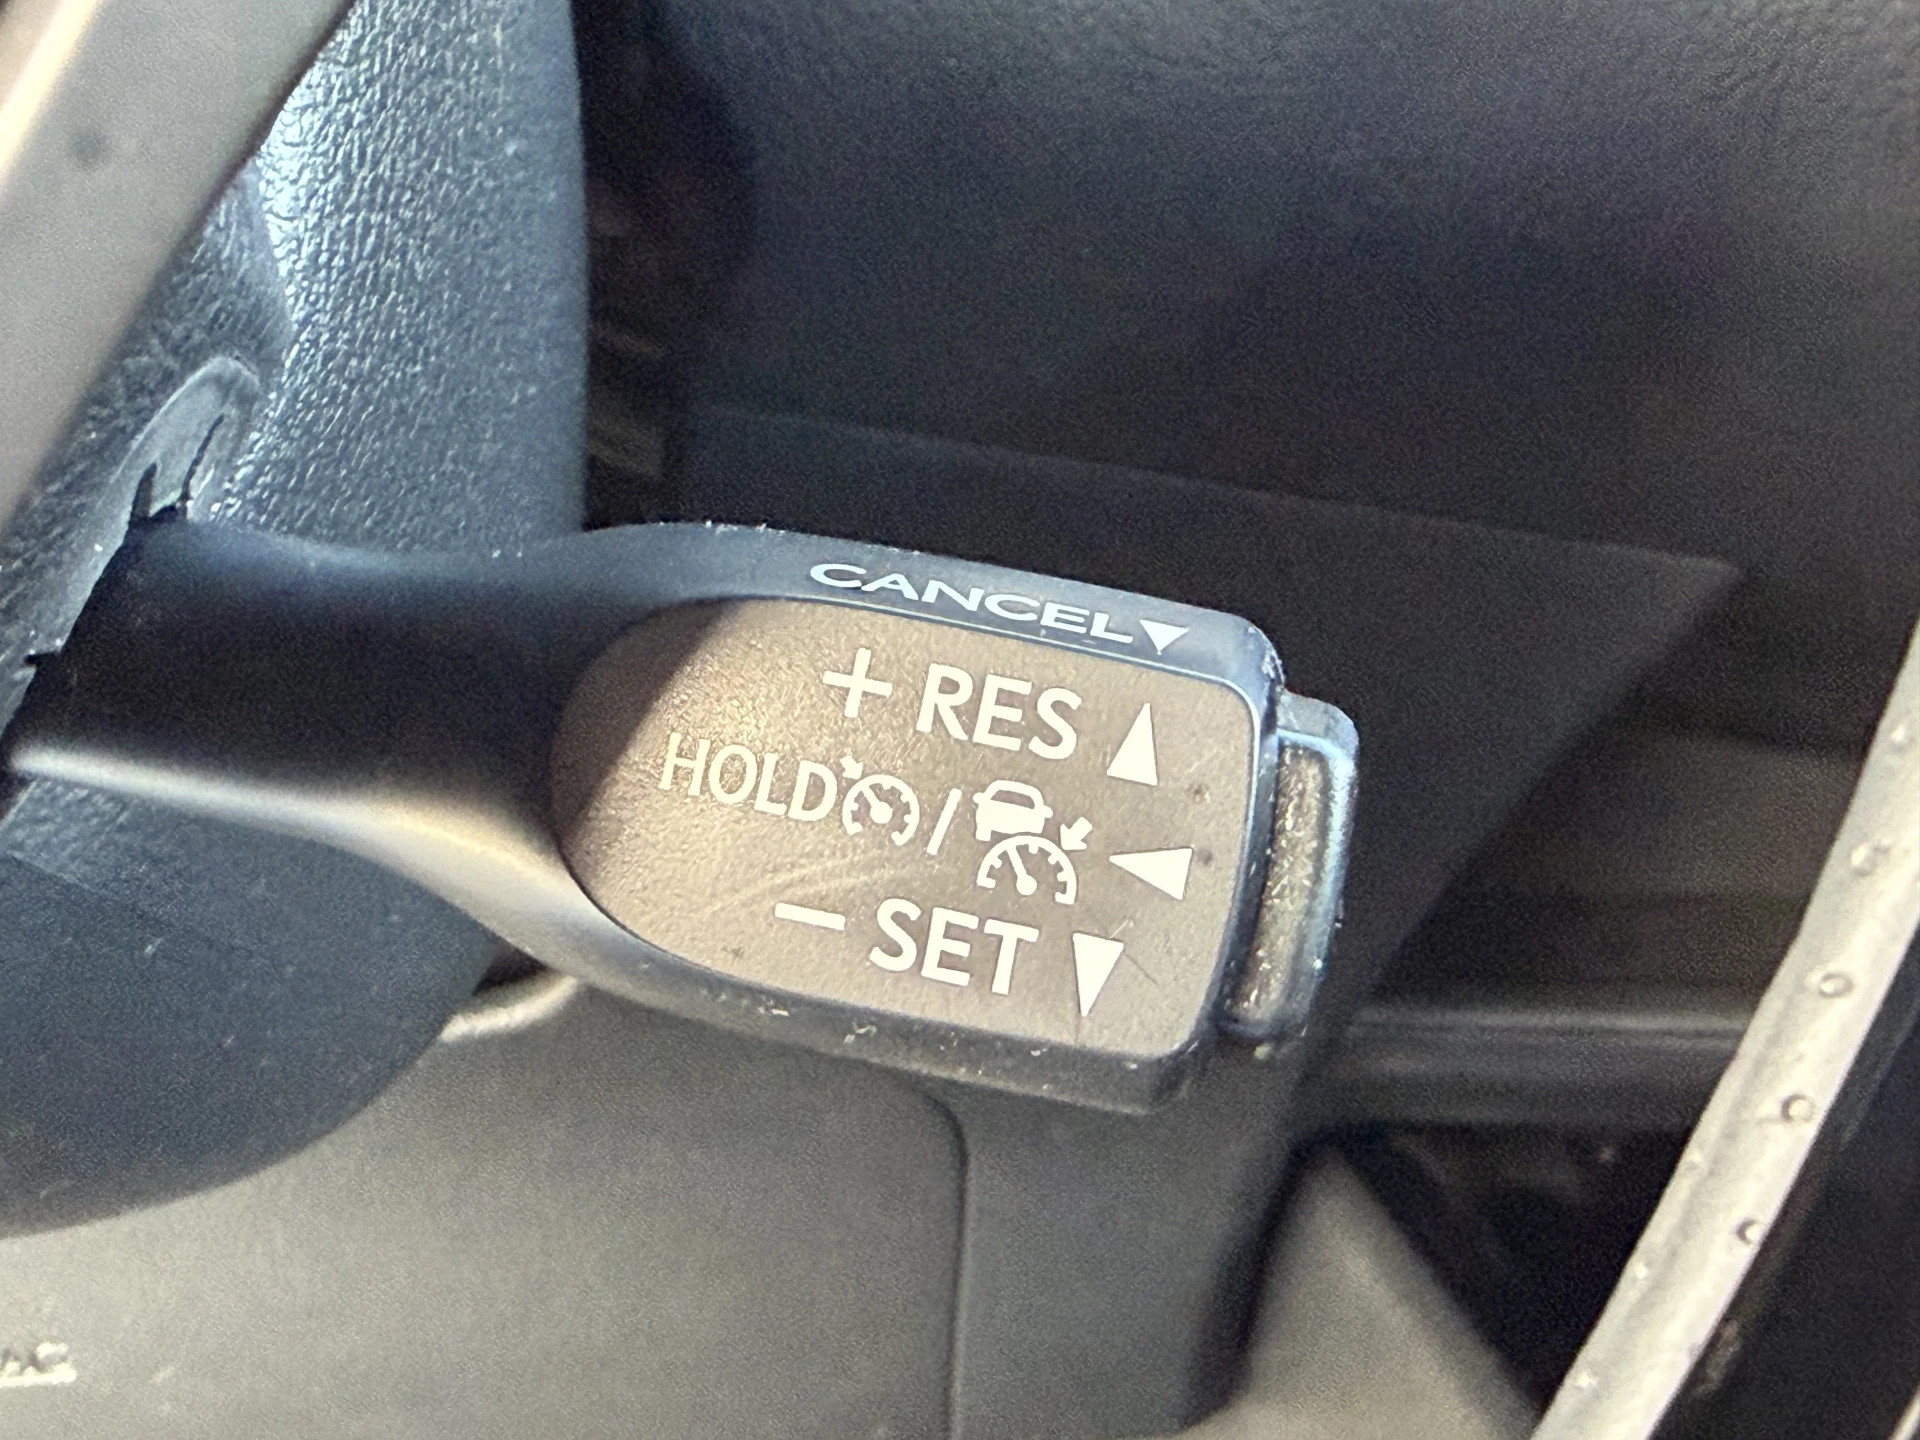 CANCEL▼
+ RES ▲
HOLD / ◀
− SET ▼